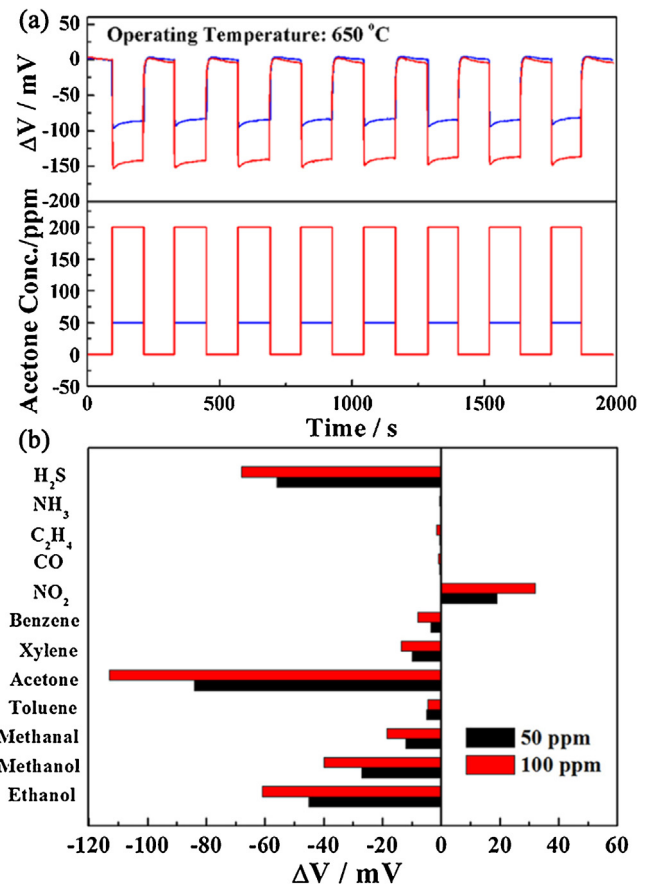 (a)
Operating Temperature: 650 °C
50
0
-50
-100
-150
-200
ΔV / mV
200
150
100
50
0
-50
Acetone Conc./ppm
0
500
1000
1500
2000
Time / s
(b)
H₂S
NH₃
C₂H₄
CO
NO₂
Benzene
Xylene
Acetone
Toluene
Methanal
Methanol
Ethanol
50 ppm
100 ppm
-120
-100
-80
-60
-40
-20
0
20
40
60
ΔV / mV